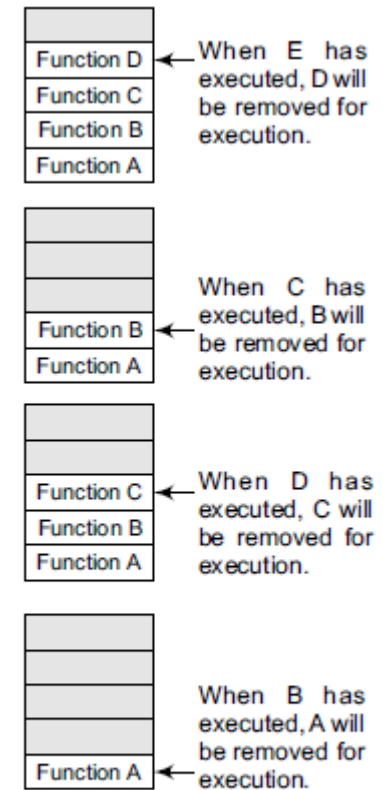 Function D
Function C
Function B
Function A
When E has
executed, D will
be removed for
execution.
Function B
Function A
When C has
executed, B will
be removed for
execution.
Function C
Function B
Function A
When D has
executed, C will
be removed for
execution.
Function A
When B has
executed, A will
be removed for
execution.